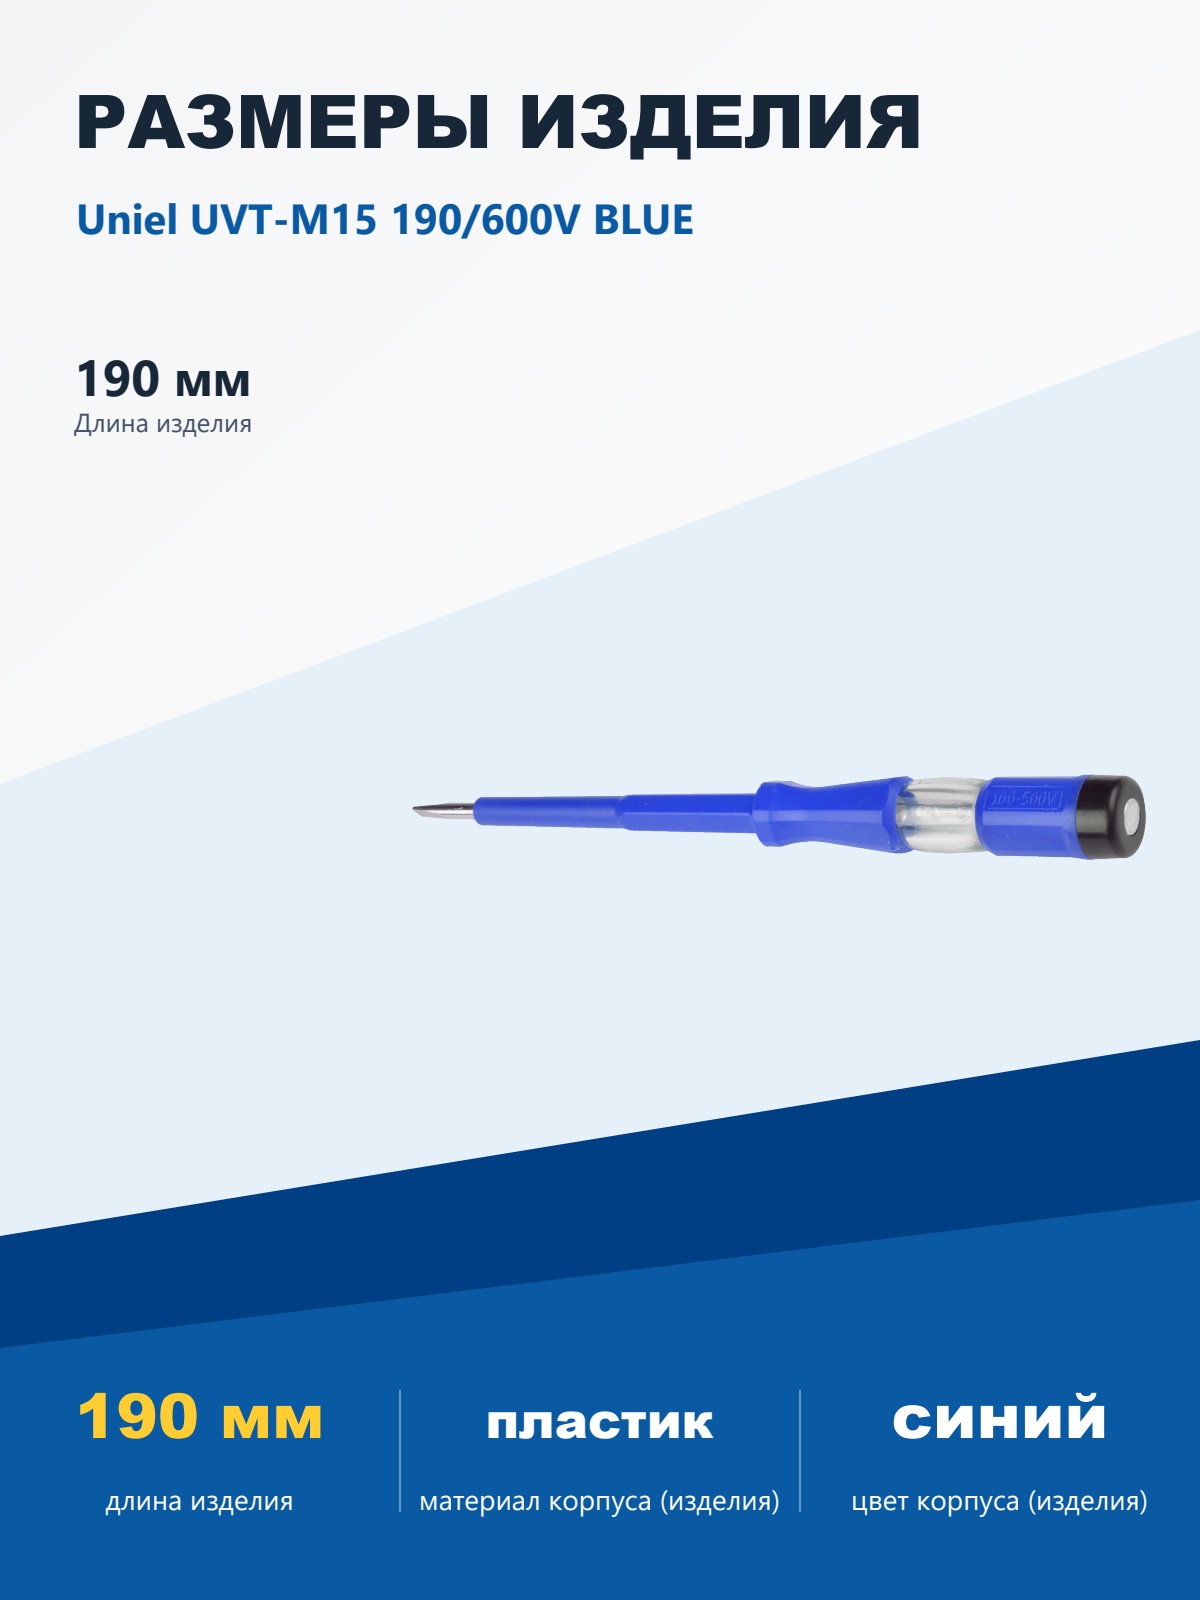 РАЗМЕРЫ ИЗДЕЛИЯ
Uniel UVT-M15 190/600V BLUE
190 мм
Длина изделия
100-500V
190 мм
длина изделия
пластик
материал корпуса (изделия)
синий
цвет корпуса (изделия)